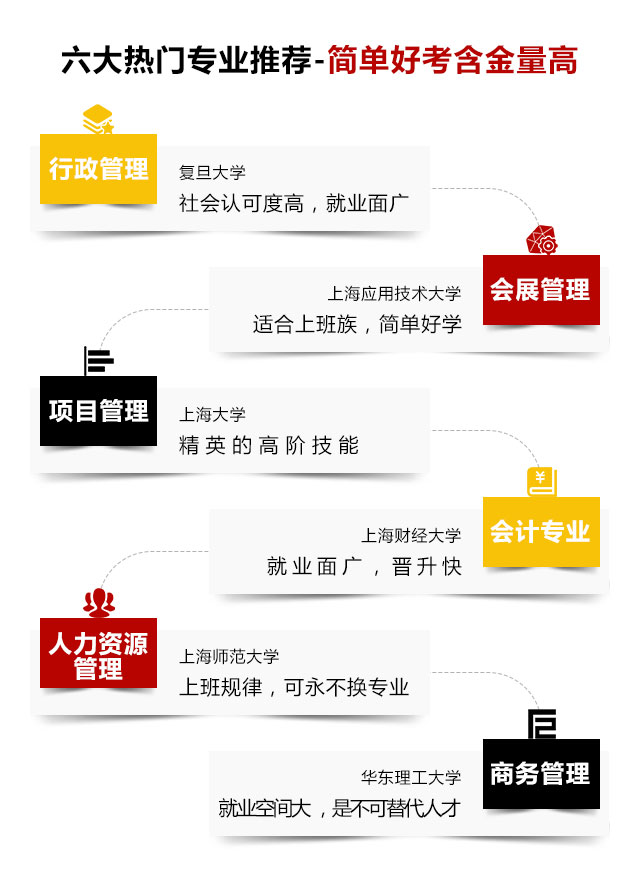 六大热门专业推荐-简单好考含金量高
行政管理
复旦大学
社会认可度高，就业面广
会展管理
上海应用技术大学
适合上班族，简单好学
项目管理
上海大学
精英的高阶技能
会计专业
上海财经大学
就业面广，晋升快
人力资源
管理
上海师范大学
上班规律，可永不换专业
商务管理
华东理工大学
就业空间大，是不可替代人才